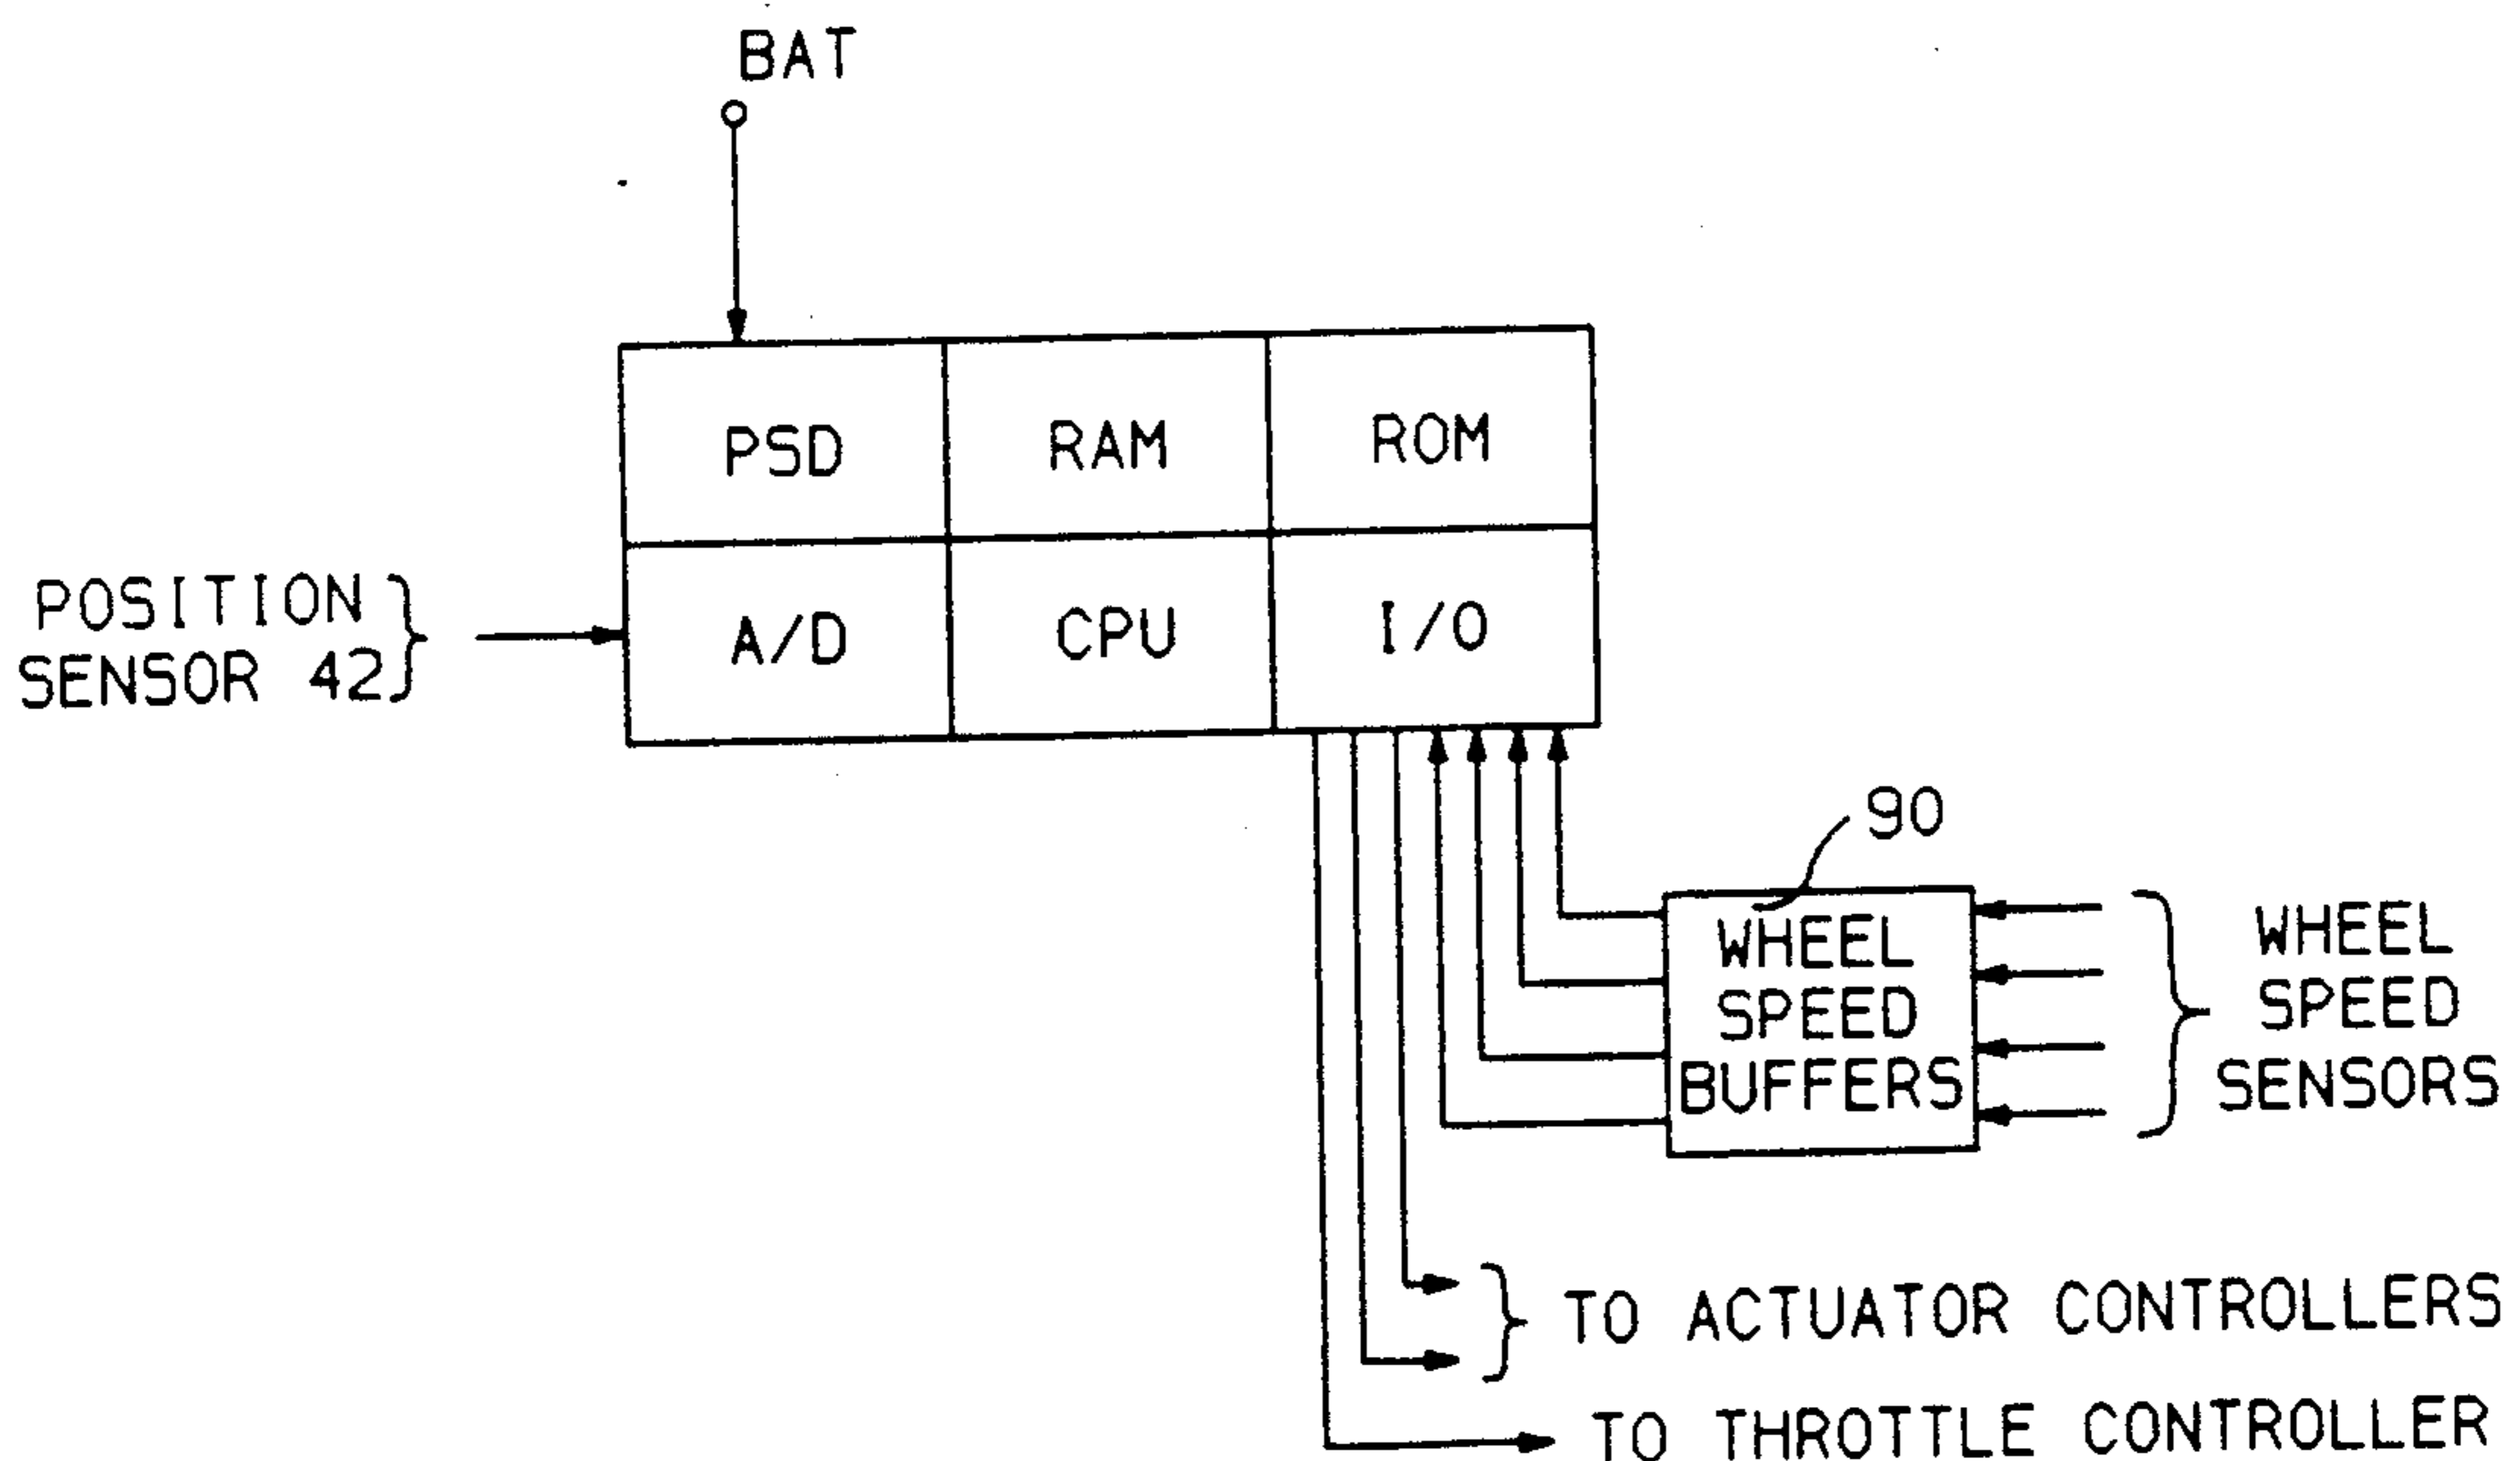 BAT
PSD RAM ROM
A/D CPU I/O
POSITION
SENSOR 42
90
WHEEL
SPEED
BUFFERS
WHEEL
SPEED
SENSORS
TO ACTUATOR CONTROLLERS
TO THROTTLE CONTROLLER